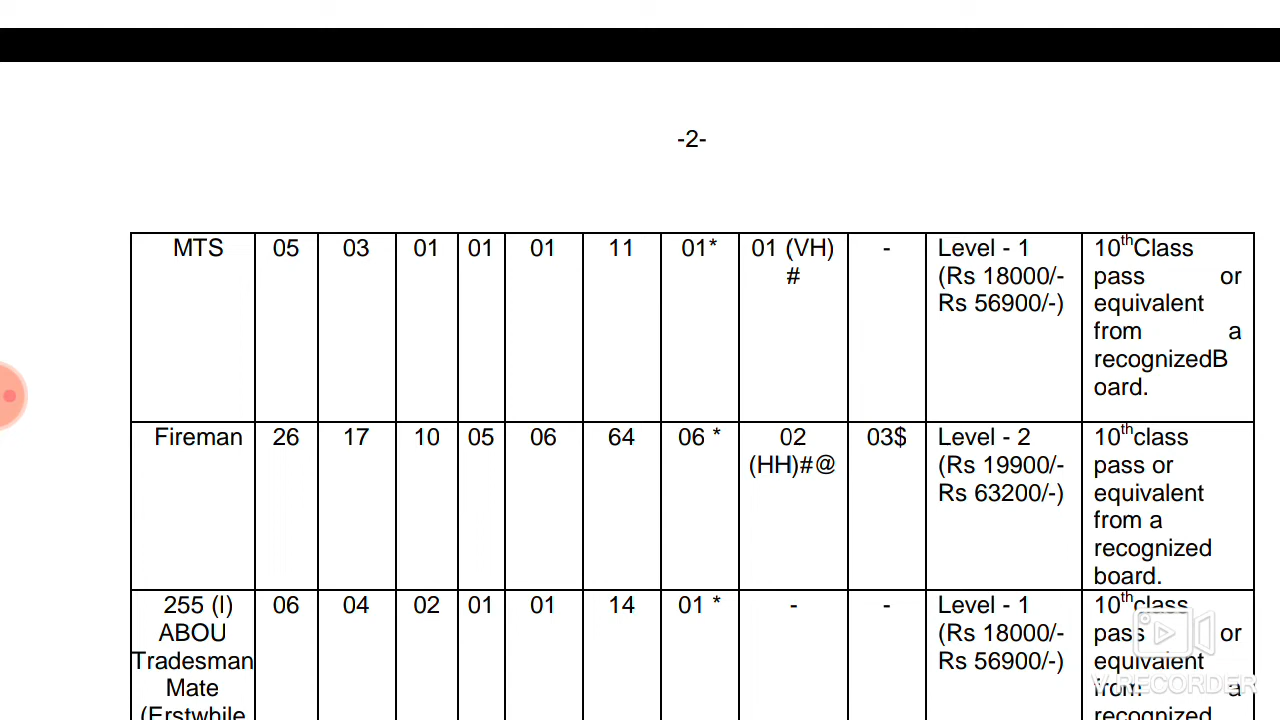 -2-
MTS 05 03 01 01 01 11 01* 01 (VH) - Level - 1 10thClass
# (Rs 18000/- pass or
Rs 56900/-) equivalent
from a
recognizedB
oard.
Fireman 26 17 10 05 06 64 06 * 02 03$ Level - 2 10thclass
(HH)#@ (Rs 19900/- pass or
Rs 63200/-) equivalent
from a
recognized
board.
255 (I) 06 04 02 01 01 14 01 * - - Level - 1 10thclass
ABOU (Rs 18000/- pass or
Tradesman Rs 56900/-) equivalent
Mate from a
(Erstwhile recognized
V RECORDER